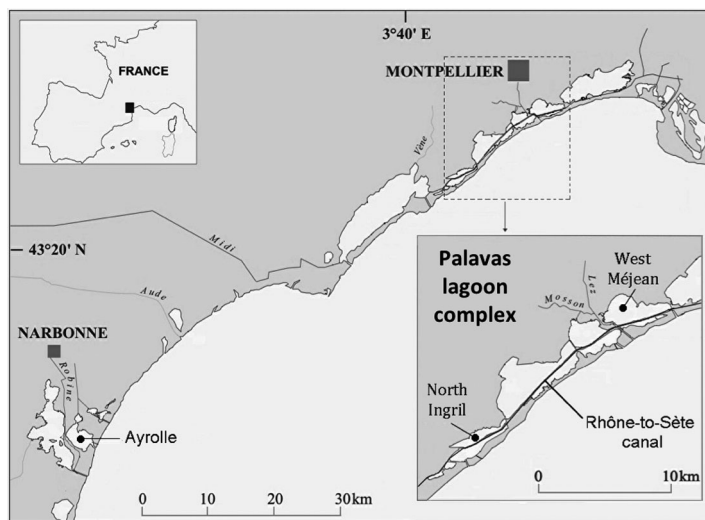 3°40 E
FRANCE
MONTPELLIER
Vène
43°20' N
Midi
Aude
NARBONNE
Robine
Ayrolle
0 10 20 30km
Palavas
lagoon
complex
West
Méjean
Lez
Mosson
North
Ingril
Rhône-to-Sète
canal
0 10km